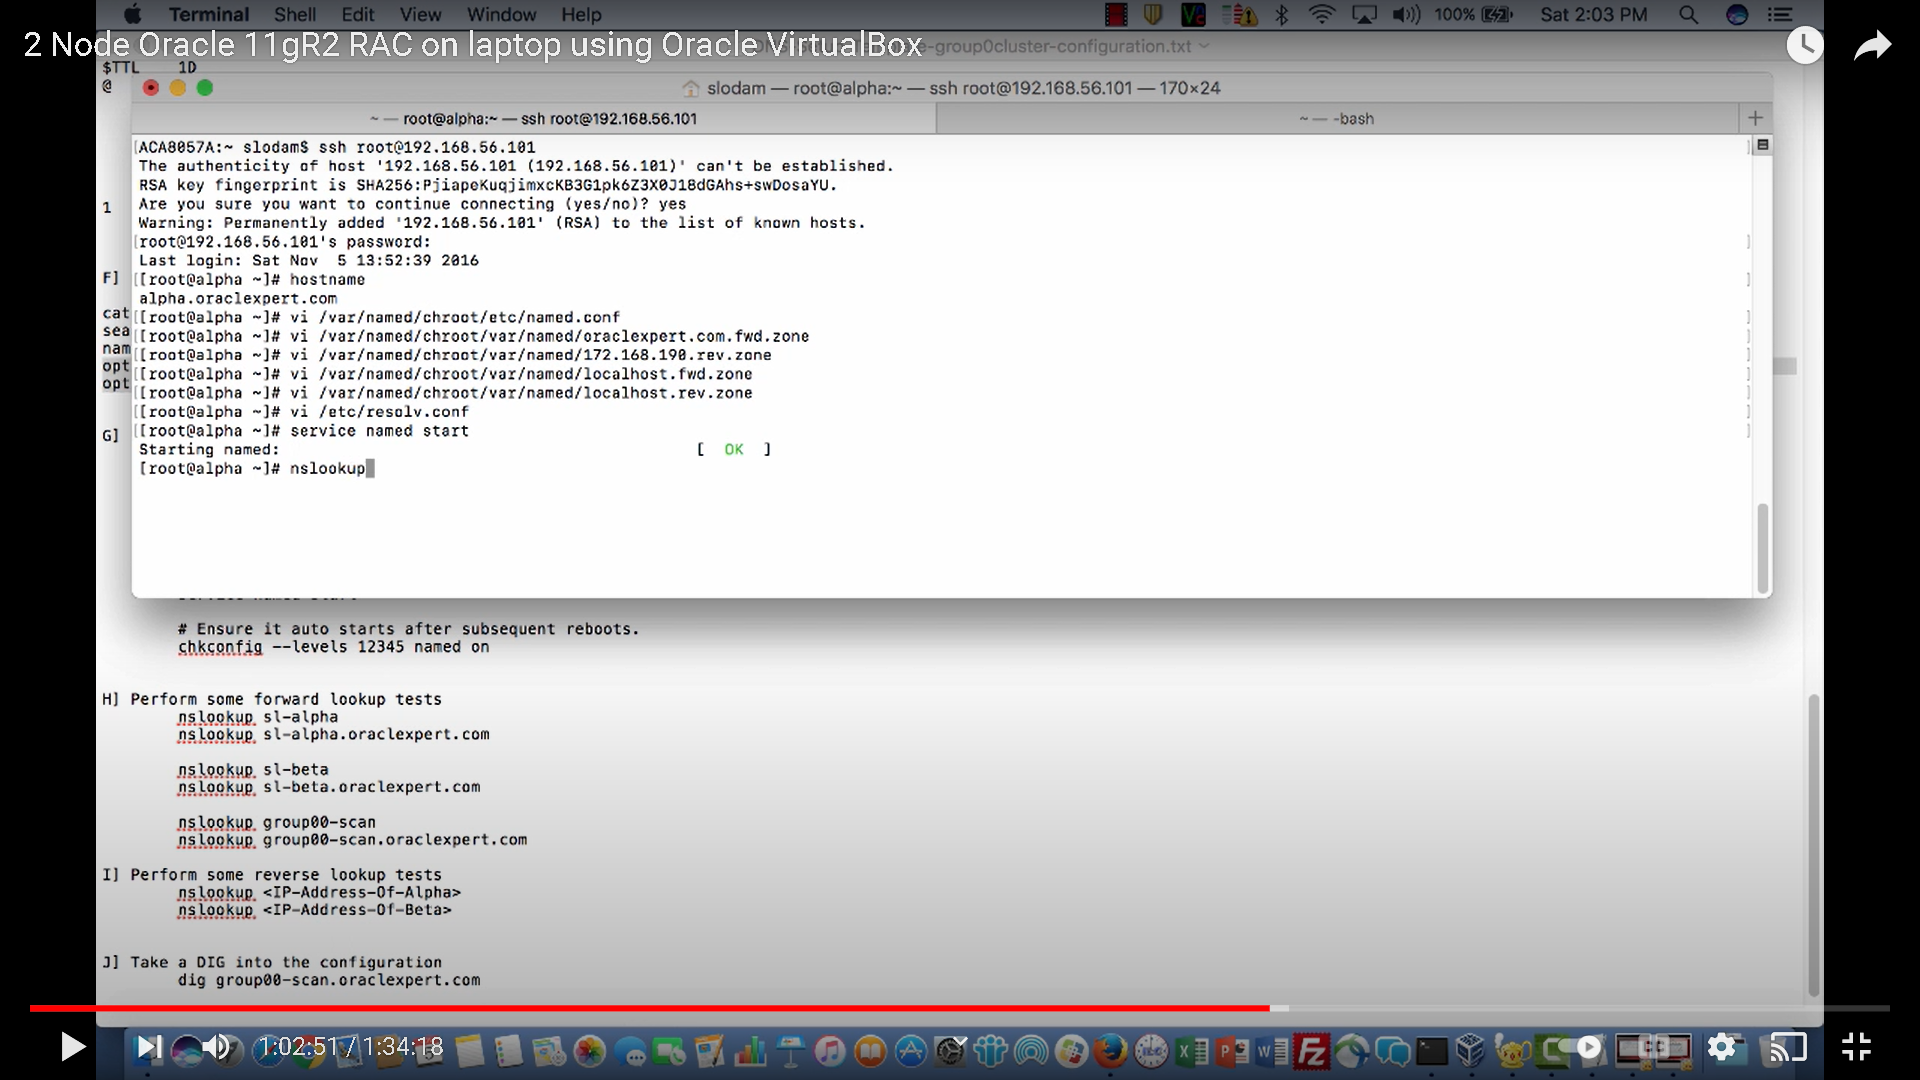 Terminal Shell Edit View Window Help 100% Sat 2:03 PM
2 Node Oracle 11gR2 RAC on laptop using Oracle VirtualBox
-group0cluster-configuration.txt
$TTL 1D
@
slodam — root@alpha:~ — ssh root@192.168.56.101 — 170×24
~ — root@alpha:~ — ssh root@192.168.56.101
~ — -bash
[ACA8057A:~ slodam$ ssh root@192.168.56.101
The authenticity of host '192.168.56.101 (192.168.56.101)' can't be established.
RSA key fingerprint is SHA256:PjiapeKuqjimxcKB3G1pk6Z3X0J18dGAhs+swDosaYU.
Are you sure you want to continue connecting (yes/no)? yes
Warning: Permanently added '192.168.56.101' (RSA) to the list of known hosts.
[root@192.168.56.101's password:
Last login: Sat Nov  5 13:52:39 2016
[[root@alpha ~]# hostname
alpha.oraclexpert.com
[[root@alpha ~]# vi /var/named/chroot/etc/named.conf
[[root@alpha ~]# vi /var/named/chroot/var/named/oraclexpert.com.fwd.zone
[[root@alpha ~]# vi /var/named/chroot/var/named/172.168.190.rev.zone
[[root@alpha ~]# vi /var/named/chroot/var/named/localhost.fwd.zone
[[root@alpha ~]# vi /var/named/chroot/var/named/localhost.rev.zone
[[root@alpha ~]# vi /etc/resolv.conf
[[root@alpha ~]# service named start
Starting named: [ OK ]
[root@alpha ~]# nslookup
1
F]
cat
sea
nam
opt
opt
G]
# Ensure it auto starts after subsequent reboots.
chkconfig --levels 12345 named on
H] Perform some forward lookup tests
nslookup sl-alpha
nslookup sl-alpha.oraclexpert.com
nslookup sl-beta
nslookup sl-beta.oraclexpert.com
nslookup group00-scan
nslookup group00-scan.oraclexpert.com
I] Perform some reverse lookup tests
nslookup <IP-Address-Of-Alpha>
nslookup <IP-Address-Of-Beta>
J] Take a DIG into the configuration
dig group00-scan.oraclexpert.com
1:02:51 / 1:34:18